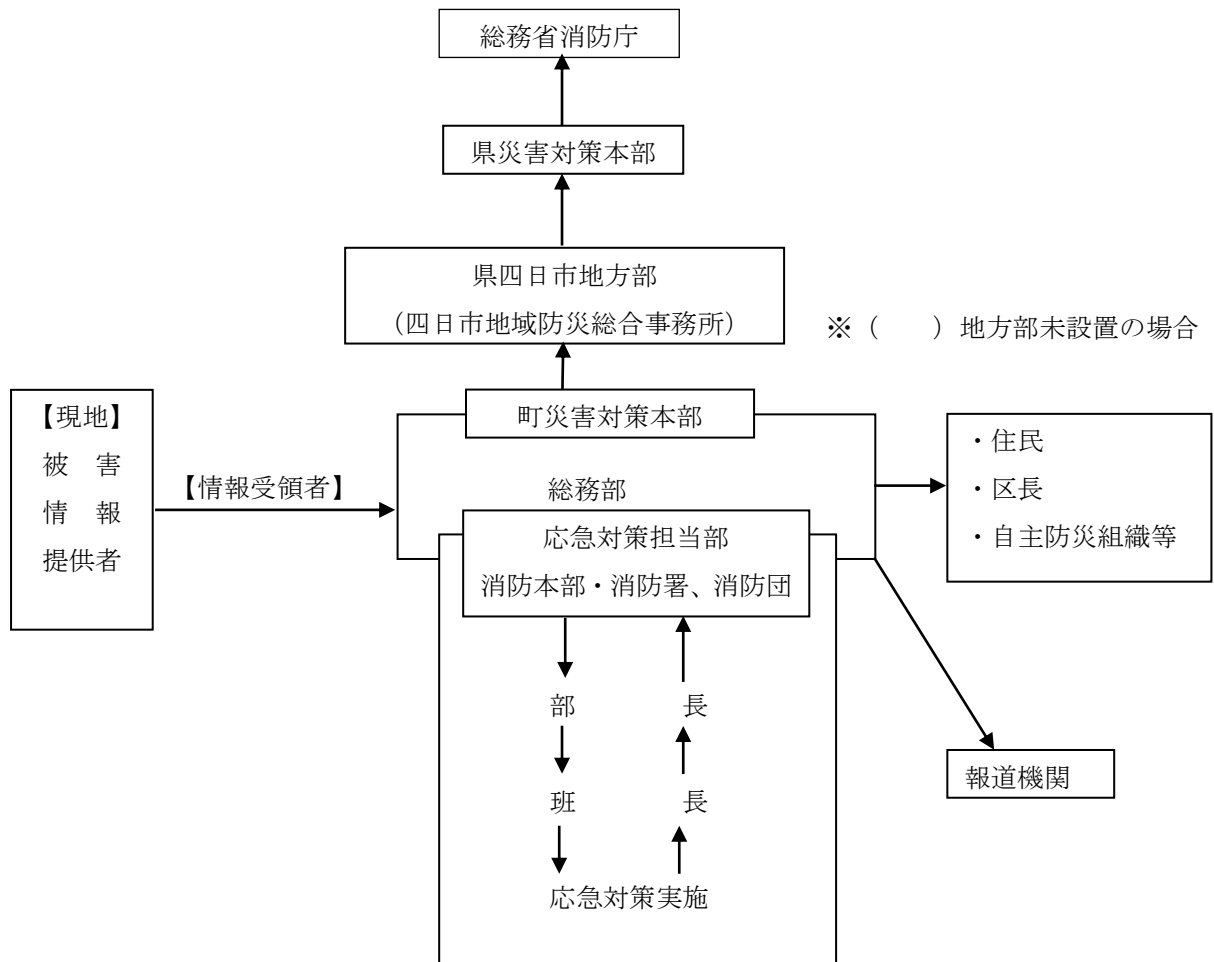 総務省消防庁
県災害対策本部
県四日市地方部
（四日市地域防災総合事務所）
※（　　）地方部未設置の場合
【現地】
被　害
情　報
提供者
【情報受領者】
町災害対策本部
総務部
応急対策担当部
消防本部・消防署、消防団
部　　　　長
班　　　　長
応急対策実施
・住民
・区長
・自主防災組織等
報道機関